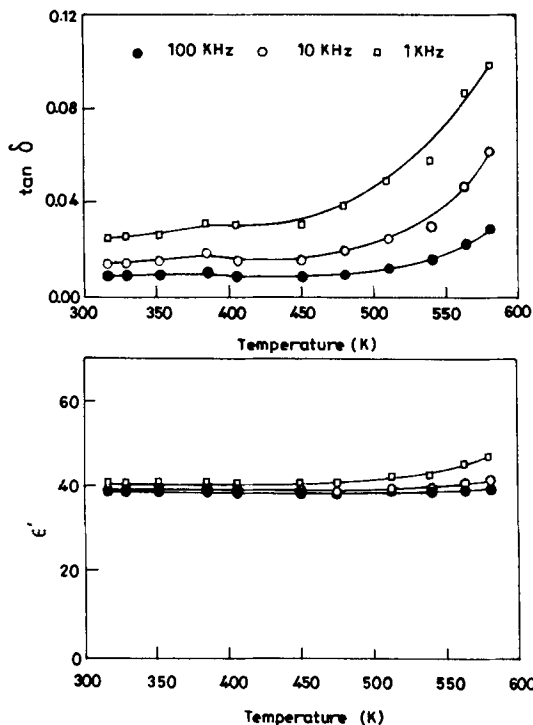 0.12
● 100 KHz ○ 10 KHz □ 1 KHz
0.08
tan δ
0.04
0.00
300 350 400 450 500 550 600
Temperature (K)
60
40
ε'
20
0
300 350 400 450 500 550 600
Temperature (K)